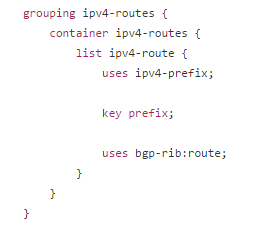 grouping ipv4-routes {
    container ipv4-routes {
        list ipv4-route {
            uses ipv4-prefix;

            key prefix;

            uses bgp-rib:route;
        }
    }
}